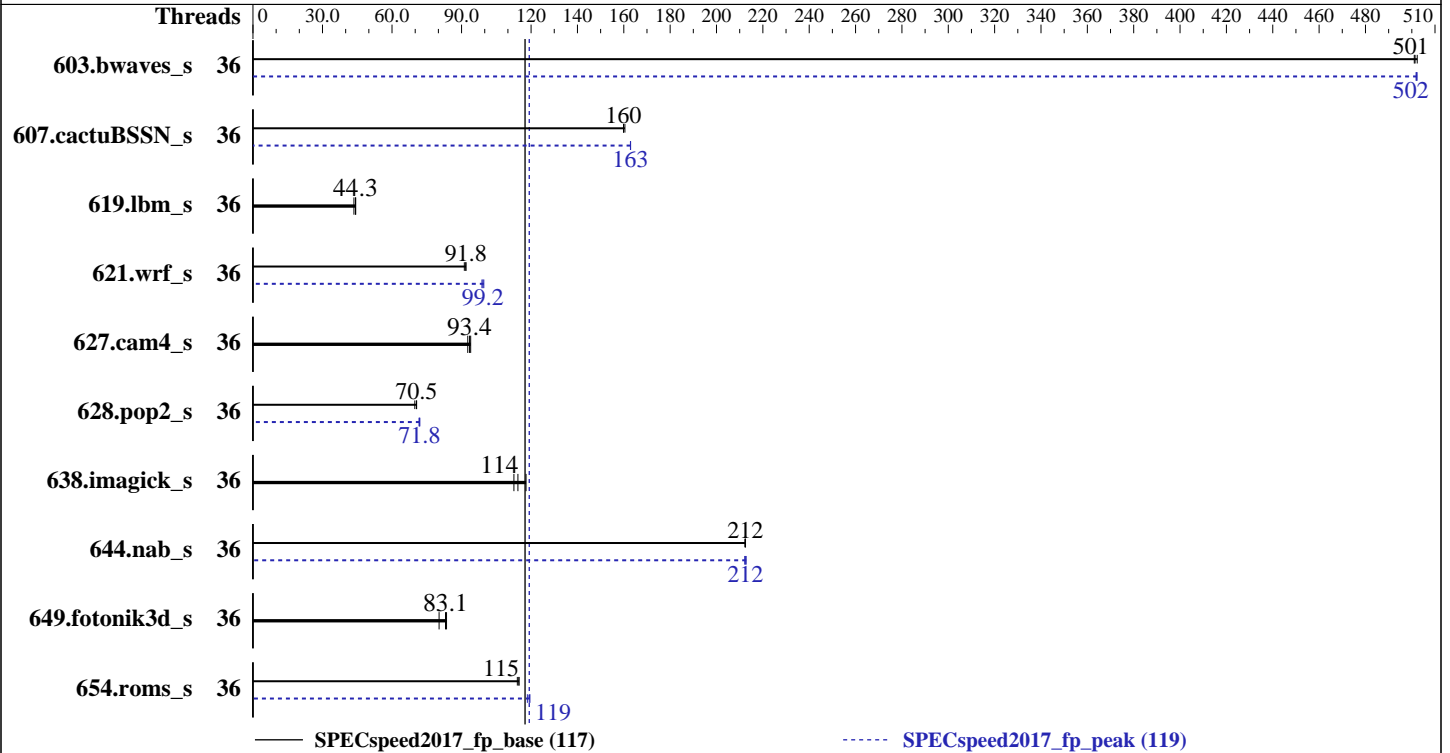 Threads 0 30.0 60.0 90.0 120 140 160 180 200 220 240 260 280 300 320 340 360 380 400 420 440 460 480 510
603.bwaves_s 36 501
502
607.cactuBSSN_s 36 160
163
619.lbm_s 36 44.3
621.wrf_s 36 91.8
99.2
627.cam4_s 36 93.4
628.pop2_s 36 70.5
71.8
638.imagick_s 36 114
644.nab_s 36 212
212
649.fotonik3d_s 36 83.1
654.roms_s 36 115
119
SPECspeed2017_fp_base (117) SPECspeed2017_fp_peak (119)